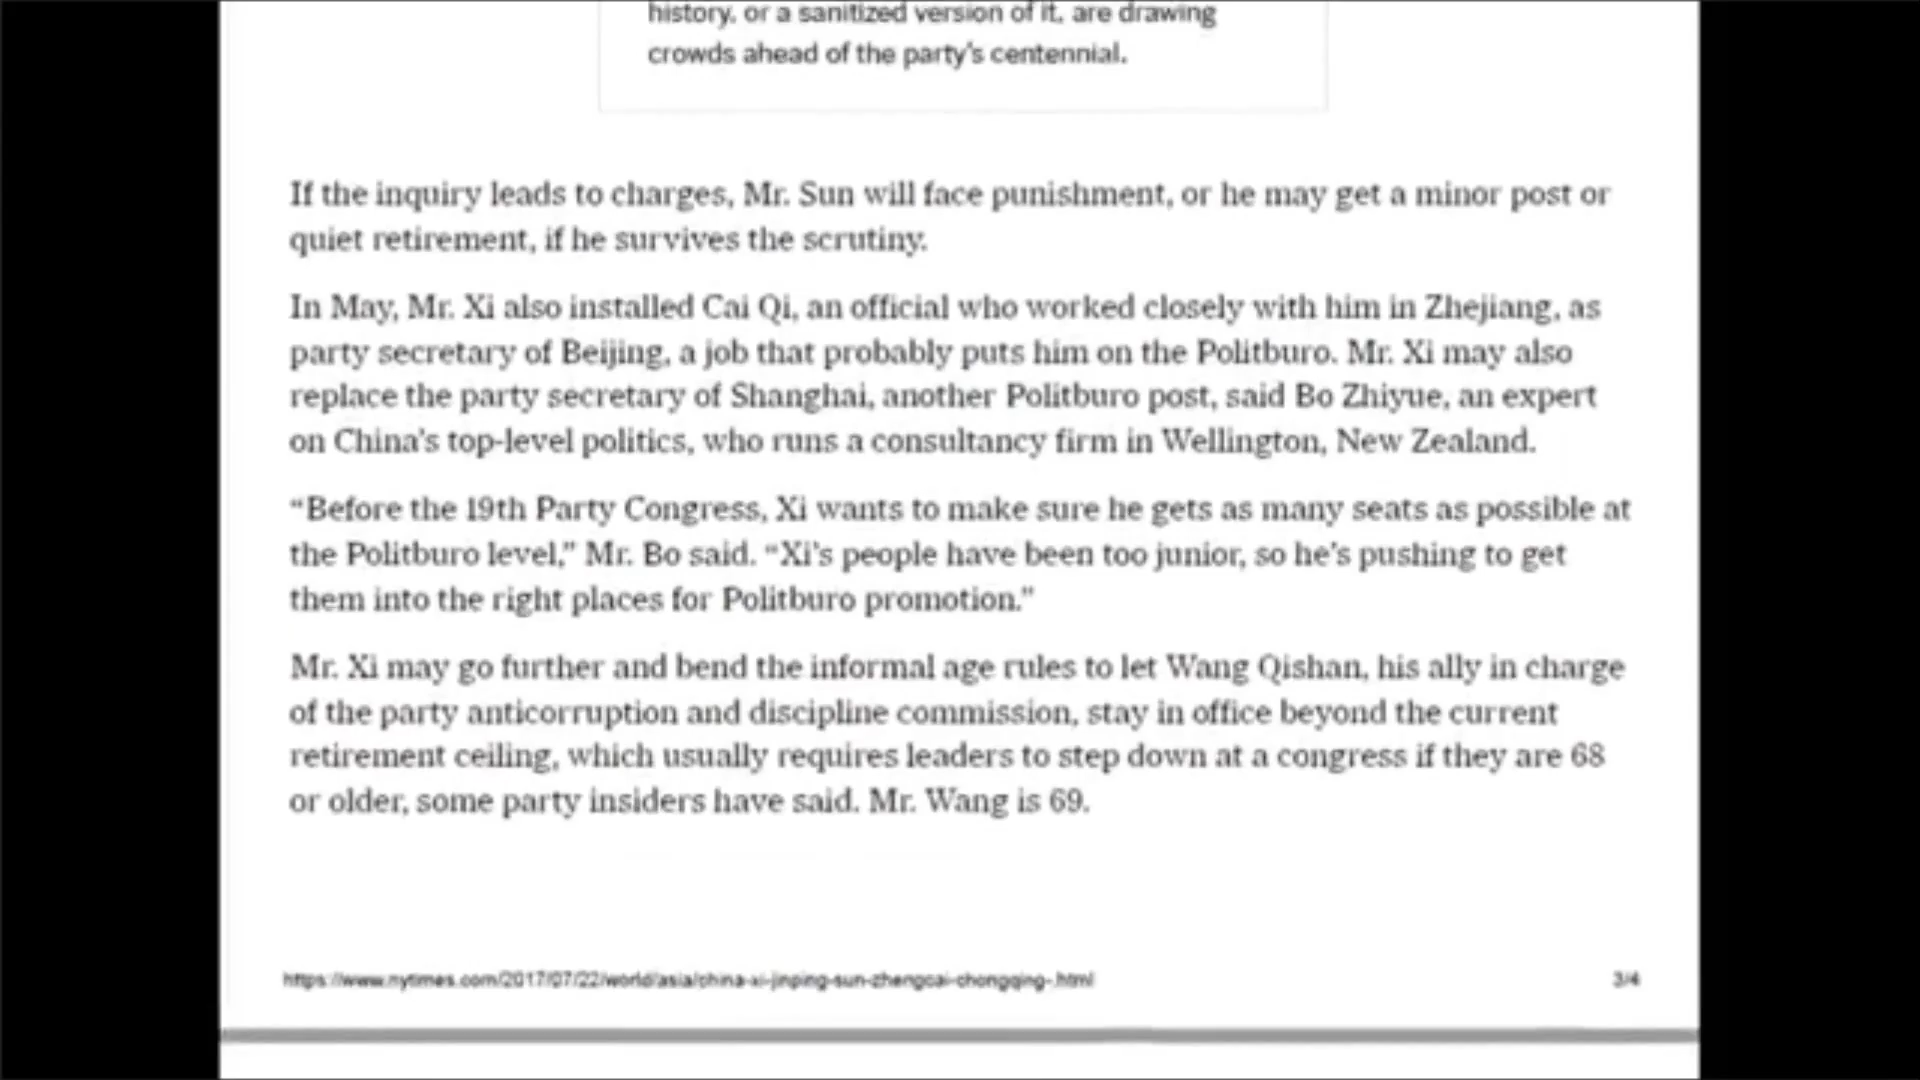 history, or a sanitized version of it, are drawing
crowds ahead of the party's centennial.
If the inquiry leads to charges, Mr. Sun will face punishment, or he may get a minor post or
quiet retirement, if he survives the scrutiny.
In May, Mr. Xi also installed Cai Qi, an official who worked closely with him in Zhejiang, as
party secretary of Beijing, a job that probably puts him on the Politburo. Mr. Xi may also
replace the party secretary of Shanghai, another Politburo post, said Bo Zhiyue, an expert
on China's top-level politics, who runs a consultancy firm in Wellington, New Zealand.
“Before the 19th Party Congress, Xi wants to make sure he gets as many seats as possible at
the Politburo level,” Mr. Bo said. “Xi's people have been too junior, so he's pushing to get
them into the right places for Politburo promotion.”
Mr. Xi may go further and bend the informal age rules to let Wang Qishan, his ally in charge
of the party anticorruption and discipline commission, stay in office beyond the current
retirement ceiling, which usually requires leaders to step down at a congress if they are 68
or older, some party insiders have said. Mr. Wang is 69.
https://www.nytimes.com/2017/07/22/world/asia/china-xi-jinping-sun-zhengcai-chongqing-.html 3/4